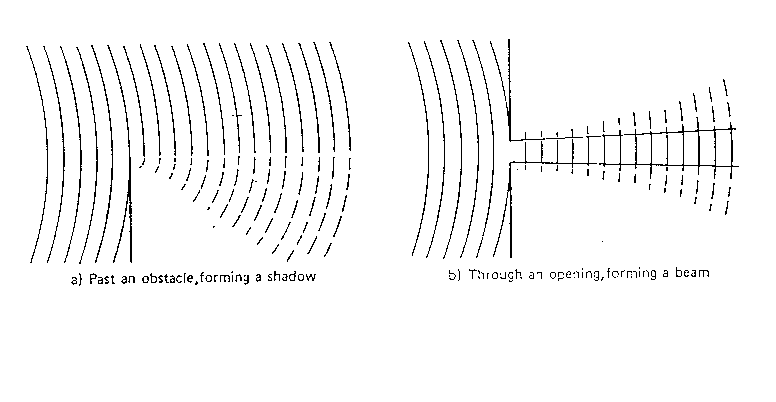 a) Past an obstacle, forming a shadow
b) Through an opening, forming a beam